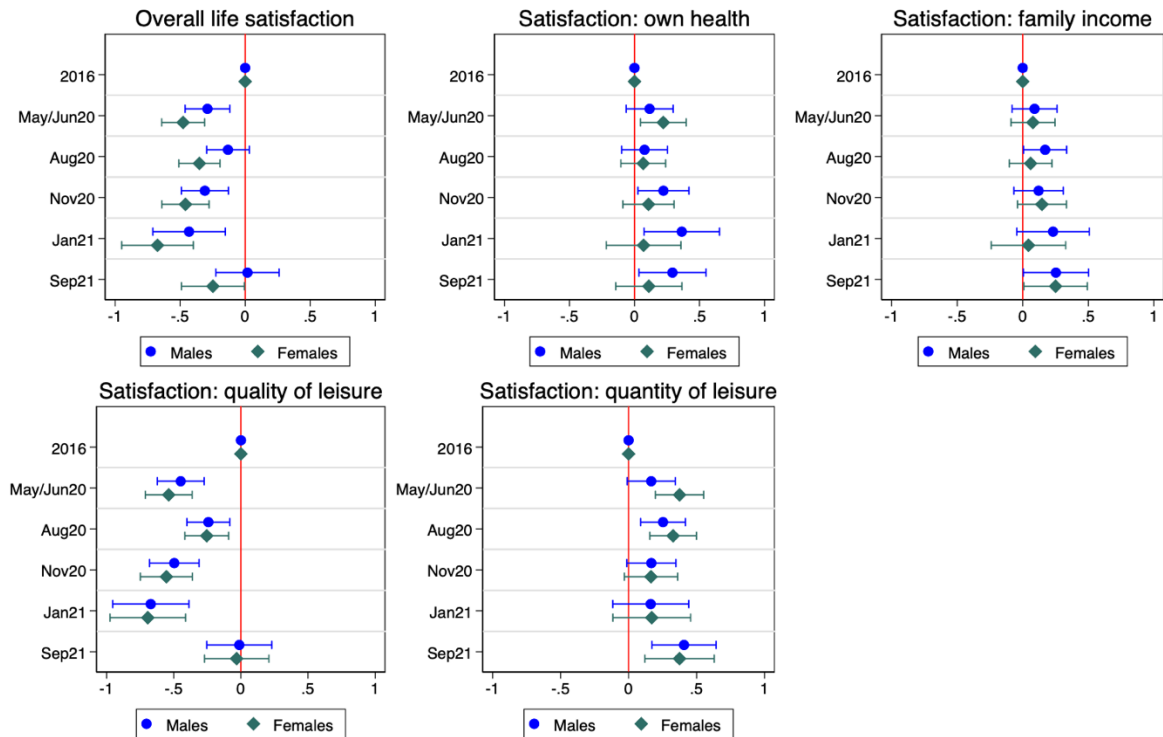 Overall life satisfaction
2016
May/Jun20
Aug20
Nov20
Jan21
Sep21
-1 -.5 0 .5 1
Males Females
Satisfaction: own health
2016
May/Jun20
Aug20
Nov20
Jan21
Sep21
-1 -.5 0 .5 1
Males Females
Satisfaction: family income
2016
May/Jun20
Aug20
Nov20
Jan21
Sep21
-1 -.5 0 .5 1
Males Females
Satisfaction: quality of leisure
2016
May/Jun20
Aug20
Nov20
Jan21
Sep21
-1 -.5 0 .5 1
Males Females
Satisfaction: quantity of leisure
2016
May/Jun20
Aug20
Nov20
Jan21
Sep21
-1 -.5 0 .5 1
Males Females